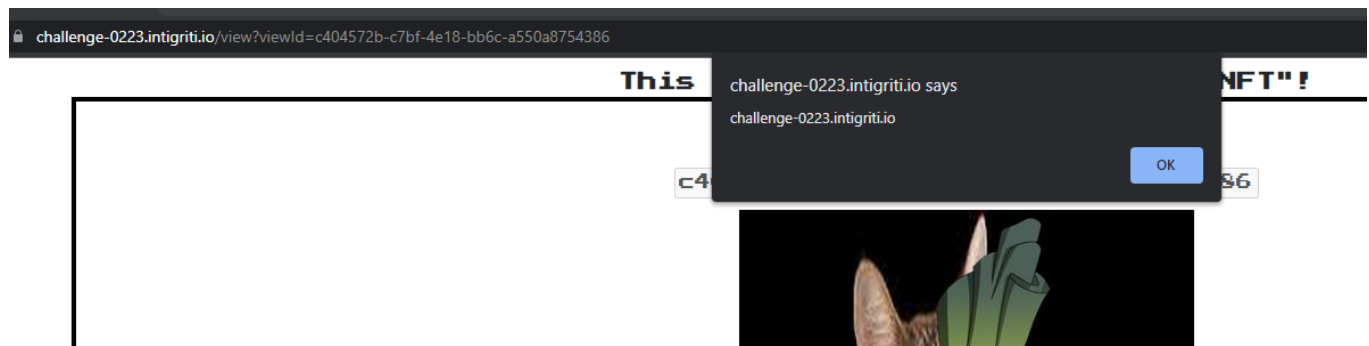 challenge-0223.intigriti.io/view?viewId=c404572b-c7bf-4e18-bb6c-a550a8754386
This NFT"!
challenge-0223.intigriti.io says
challenge-0223.intigriti.io
OK
c4 86